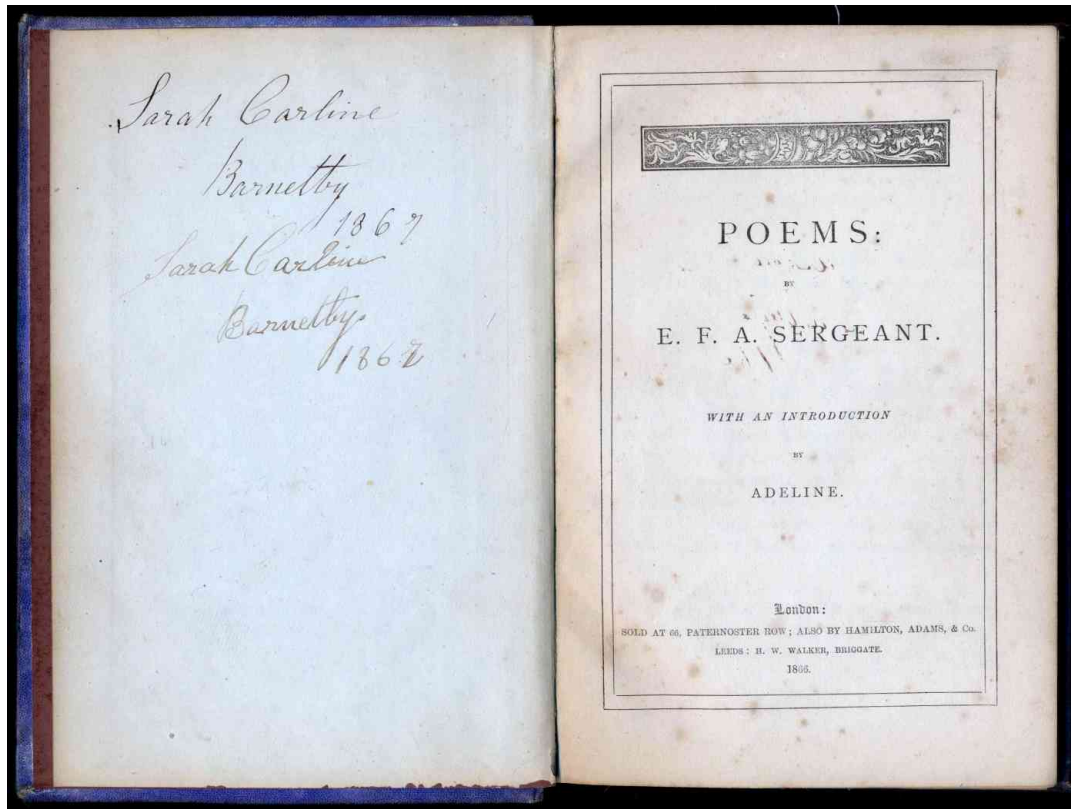 Sarah Carline
Barnetby
1867
Sarah Carline
Barnetby.
1867
POEMS:
BY
E. F. A. SERGEANT.
WITH AN INTRODUCTION
BY
ADELINE.
London:
SOLD AT 66, PATERNOSTER ROW; ALSO BY HAMILTON, ADAMS, & Co.
LEEDS: H. W. WALKER, BRIGGATE.
1866.